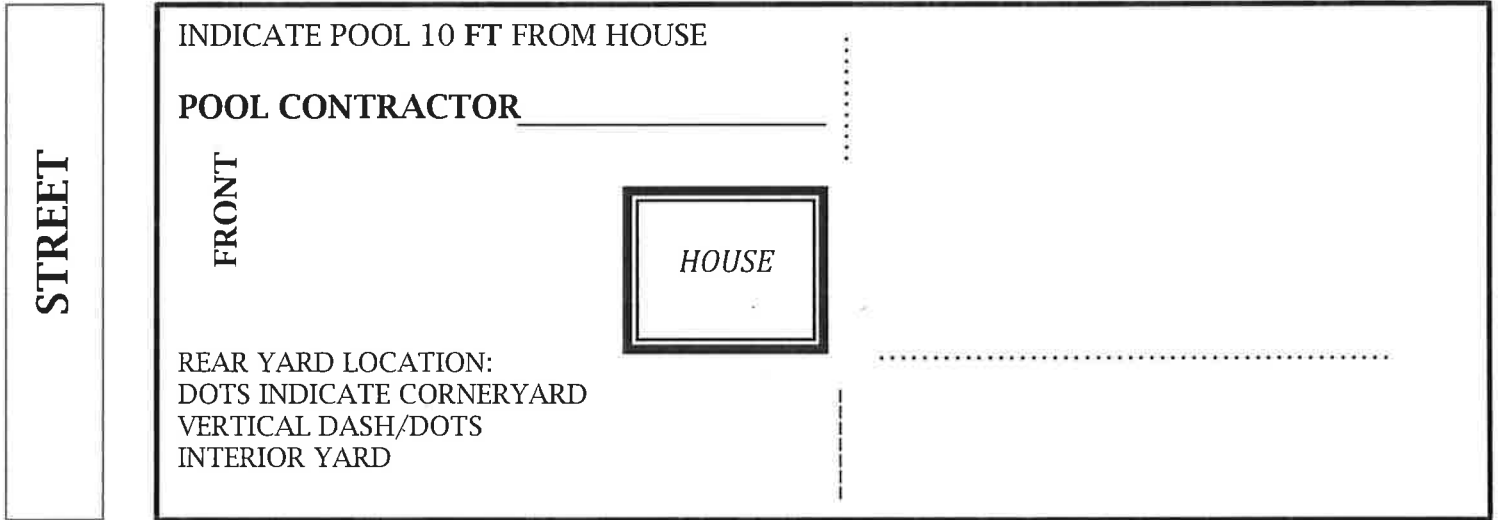 STREET
INDICATE POOL 10 FT FROM HOUSE
POOL CONTRACTOR
FRONT
HOUSE
REAR YARD LOCATION:
DOTS INDICATE CORNERYARD
VERTICAL DASH/DOTS
INTERIOR YARD